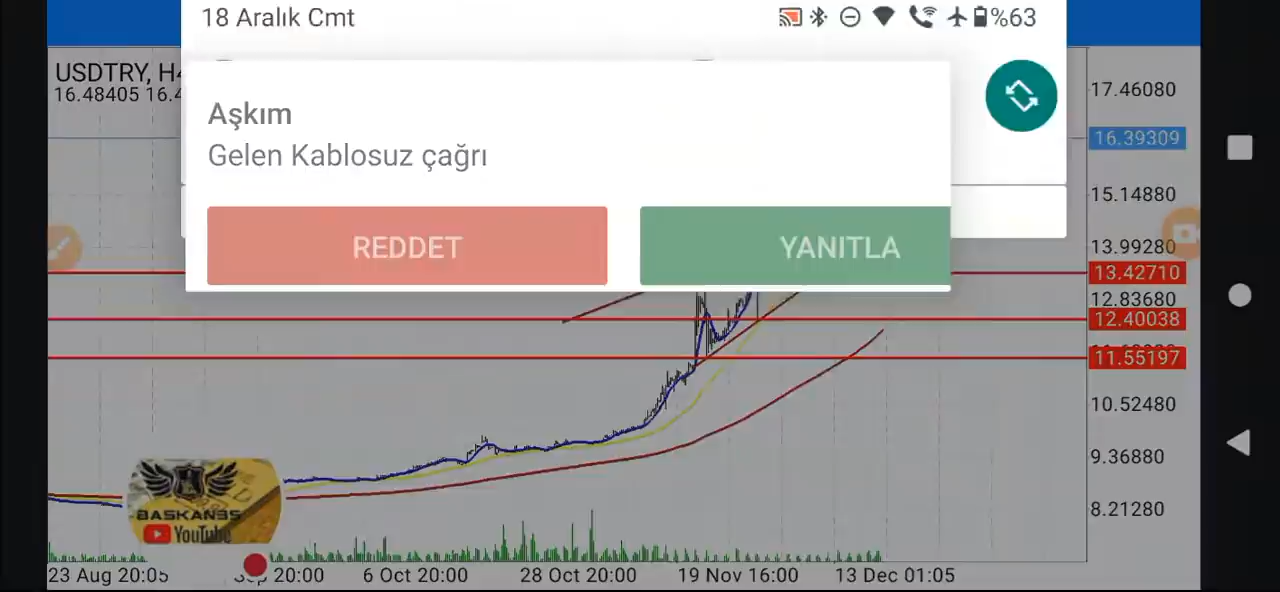 18 Aralık Cmt
%63
USDTRY, H4
16.48405 16.4
Aşkım
Gelen Kablosuz çağrı
REDDET
YANITLA
17.46080
16.39309
15.14880
13.99280
13.42710
12.83680
12.40038
11.55197
10.52480
9.36880
8.21280
BASKAN3S
YouTube
23 Aug 20:05
Sep 20:00
6 Oct 20:00
28 Oct 20:00
19 Nov 16:00
13 Dec 01:05